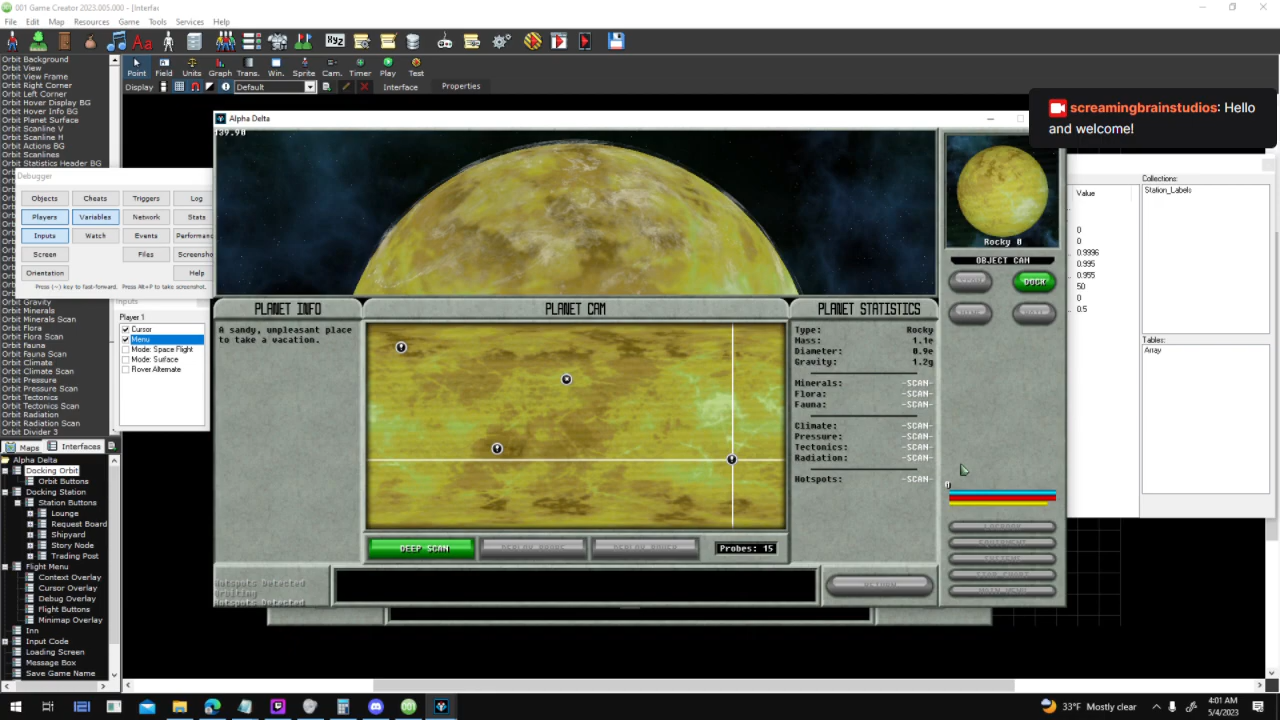 001 Game Creator 2023.005.000 - [Interfac
File Edit Map Resources Game Tools Services Help
Point Field Units Graph Trans. Win. Sprite Cam. Timer Play Test
Display Default Interface Properties
Orbit Background
Orbit View
Orbit View Frame
Orbit Right Corner
Orbit Left Corner
Orbit Hover Display BG
Orbit Hover Info BG
Orbit Planet Surface
Orbit Scanline V
Orbit Scanline H
Orbit Actions BG
Orbit Scanlines
Orbit Statistics Header BG
Debugger
Objects Cheats Triggers Log
Players Variables Network Stats
Inputs Watch Events Performanc
Screen Files Screensho
Orientation Help
Press (~) key to fast-forward. Press Alt+P to take screenshot.
Orbit Gravity
Orbit Minerals
Orbit Minerals Scan
Orbit Flora
Orbit Flora Scan
Orbit Fauna
Orbit Fauna Scan
Orbit Climate
Orbit Climate Scan
Orbit Pressure
Orbit Pressure Scan
Orbit Tectonics
Orbit Tectonics Scan
Orbit Radiation
Orbit Radiation Scan
Orbit Divider 3
Inputs
Player 1
Cursor
Menu
Mode: Space Flight
Mode: Surface
Rover Alternate
Maps Interfaces
Alpha Delta
Docking Orbit
Orbit Buttons
Docking Station
Station Buttons
Lounge
Request Board
Shipyard
Story Node
Trading Post
Flight Menu
Context Overlay
Cursor Overlay
Debug Overlay
Flight Buttons
Minimap Overlay
Inn
Input Code
Loading Screen
Message Box
Save Game Name
Alpha Delta
139.90
PLANET INFO
A sandy, unpleasant place
to take a vacation.
PLANET CAM
DEEP SCAN
Probes: 15
Hotspots Detected
Orbiting
Hotspots Detected
RETURN
PLANET STATISTICS
Type: Rocky
Mass: 1.1e
Diameter: 0.9e
Gravity: 1.2g
Minerals: -SCAN-
Flora: -SCAN-
Fauna: -SCAN-
Climate: -SCAN-
Pressure: -SCAN-
Tectonics: -SCAN-
Radiation: -SCAN-
Hotspots: -SCAN-
Rocky 0
OBJECT CAM
DOCK
0
screamingbrainstudios: Hello
and welcome!
Value
0
0
0.9996
0.995
0.955
50
0
0.5
Collections:
Station_Labels
Tables:
Array
33°F Mostly clear
4:01 AM
5/4/2023